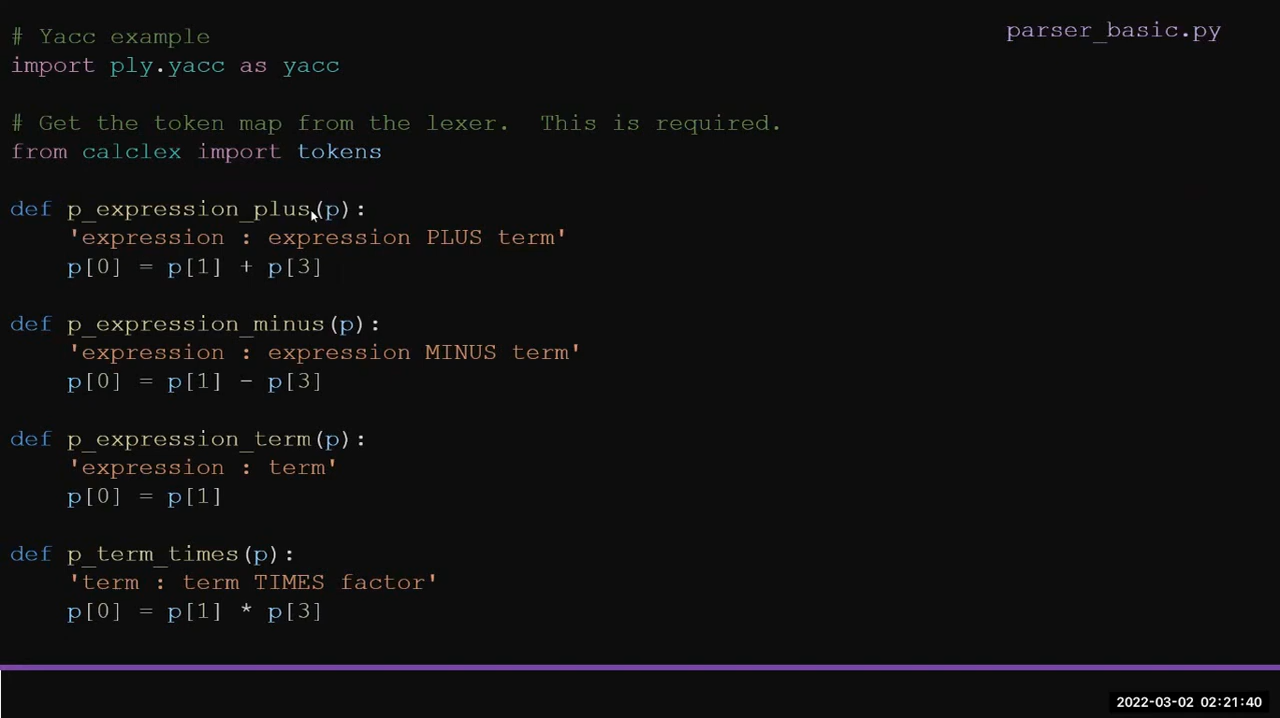 # Yacc example
parser_basic.py
import ply.yacc as yacc
# Get the token map from the lexer.  This is required.
from calclex import tokens
def p_expression_plus(p):
    'expression : expression PLUS term'
    p[0] = p[1] + p[3]
def p_expression_minus(p):
    'expression : expression MINUS term'
    p[0] = p[1] - p[3]
def p_expression_term(p):
    'expression : term'
    p[0] = p[1]
def p_term_times(p):
    'term : term TIMES factor'
    p[0] = p[1] * p[3]
2022-03-02 02:21:40